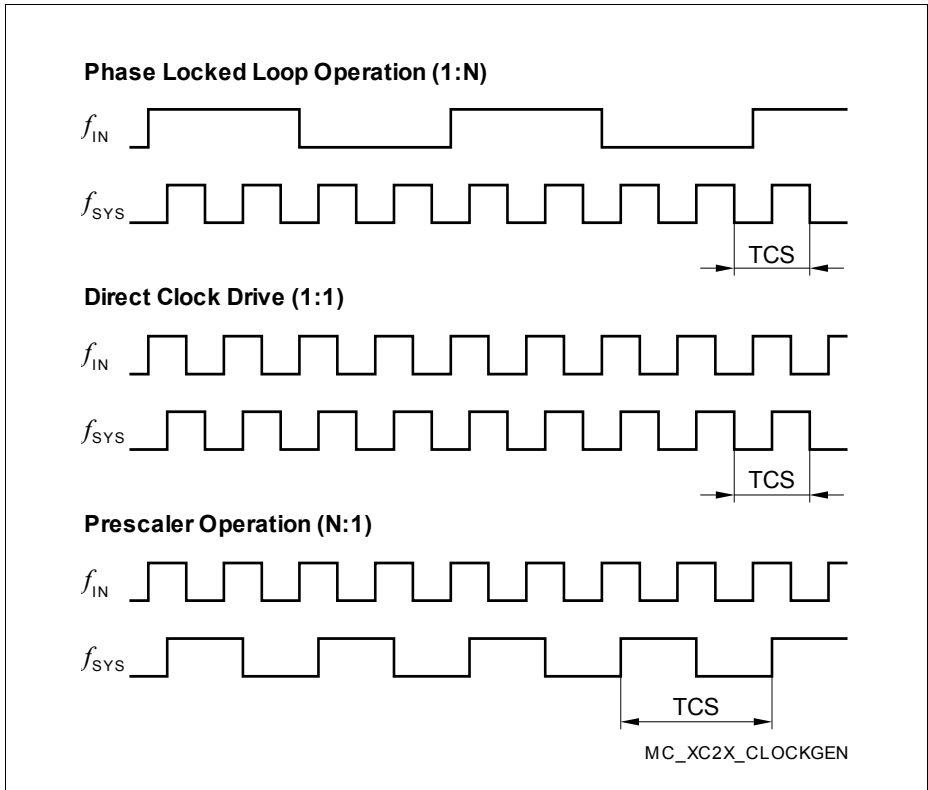 Phase Locked Loop Operation (1:N)
fIN
fSYS
TCS
Direct Clock Drive (1:1)
fIN
fSYS
TCS
Prescaler Operation (N:1)
fIN
fSYS
TCS
MC_XC2X_CLOCKGEN